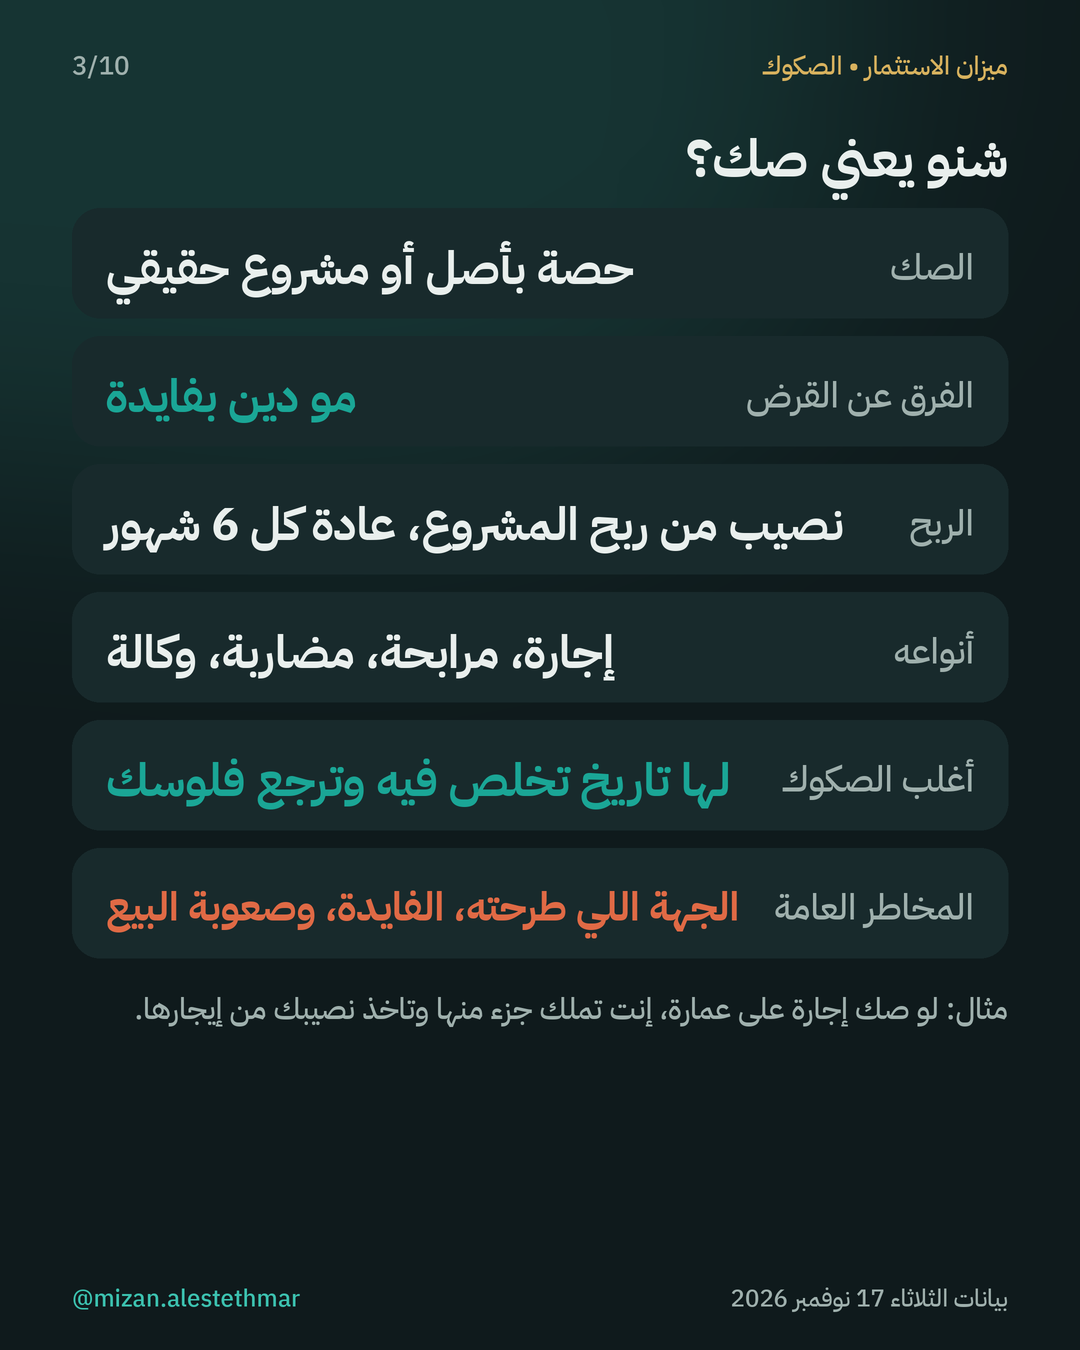 ميزان الاستثمار • الصكوك
3/10
شنو يعني صك؟
الصك
حصة بأصل أو مشروع حقيقي
الفرق عن القرض
مو دين بفايدة
الربح
نصيب من ربح المشروع، عادة كل 6 شهور
أنواعه
إجارة، مرابحة، مضاربة، وكالة
أغلب الصكوك
لها تاريخ تخلص فيه وترجع فلوسك
المخاطر العامة
الجهة اللي طرحته، الفايدة، وصعوبة البيع
مثال: لو صك إجارة على عمارة، إنت تملك جزء منها وتاخذ نصيبك من إيجارها.
بيانات الثلاثاء 17 نوفمبر 2026
@mizan.alestethmar